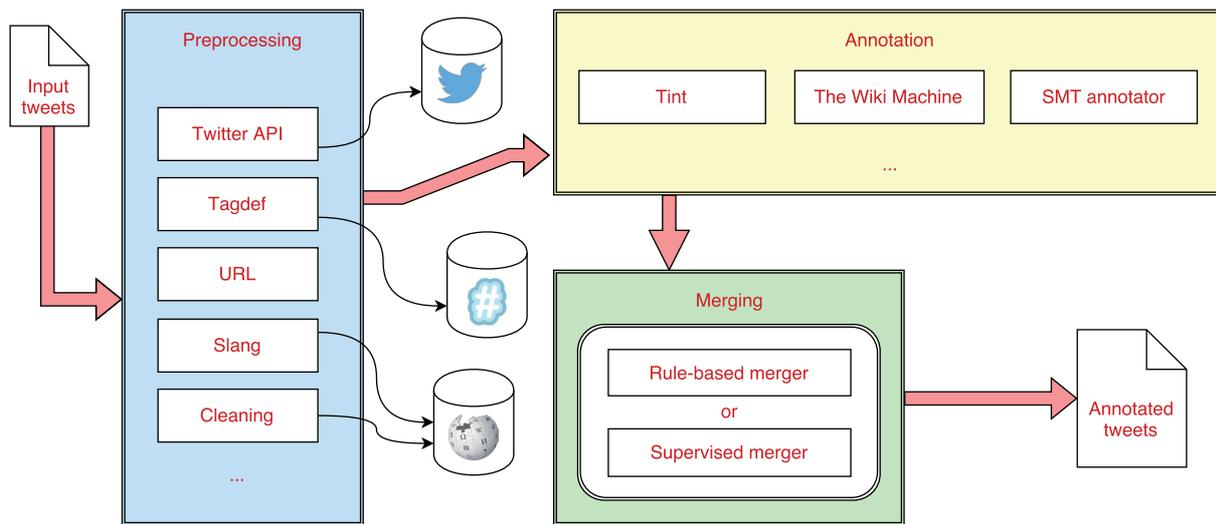 Input
tweets
Preprocessing
Twitter API
Tagdef
URL
Slang
Cleaning
...
#
Annotation
Tint
The Wiki Machine
SMT annotator
...
Merging
Rule-based merger
or
Supervised merger
Annotated
tweets